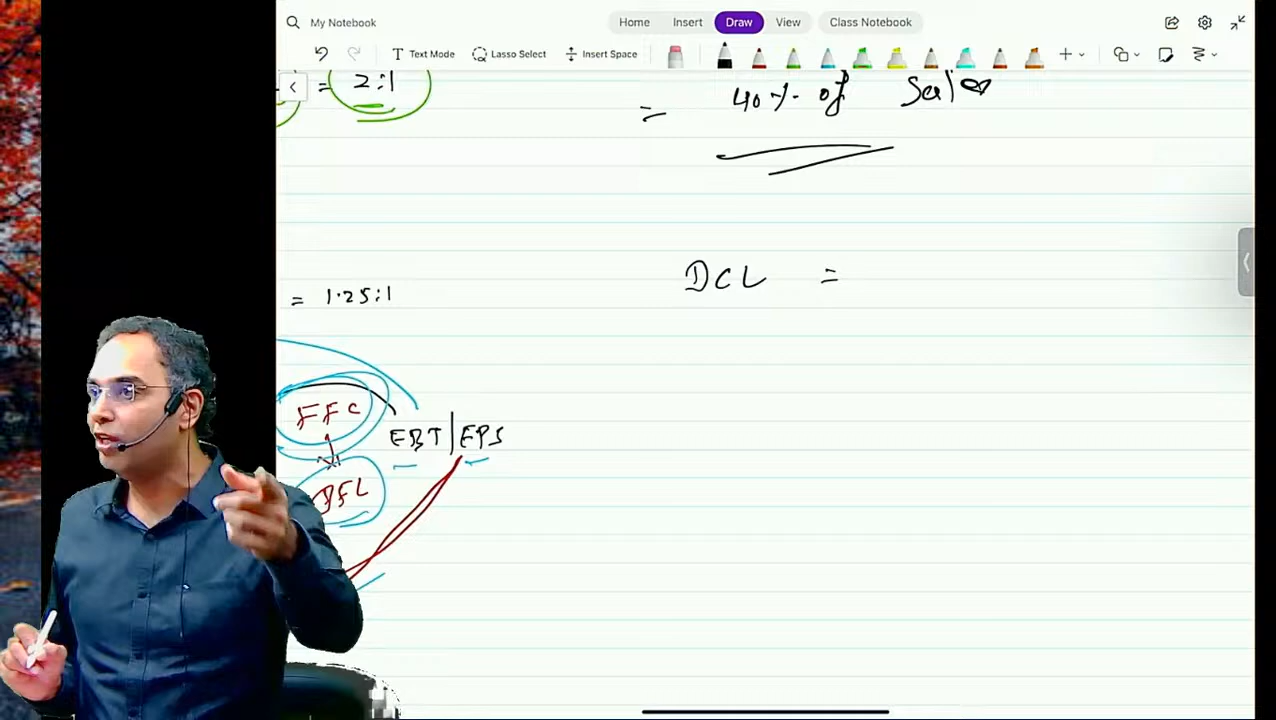 My Notebook
Home Insert Draw View Class Notebook
Text Mode Lasso Select Insert Space
= 2:1
= 40% of Sales
DCL =
= 1.25:1
FFC
EBT|EPS
DFL